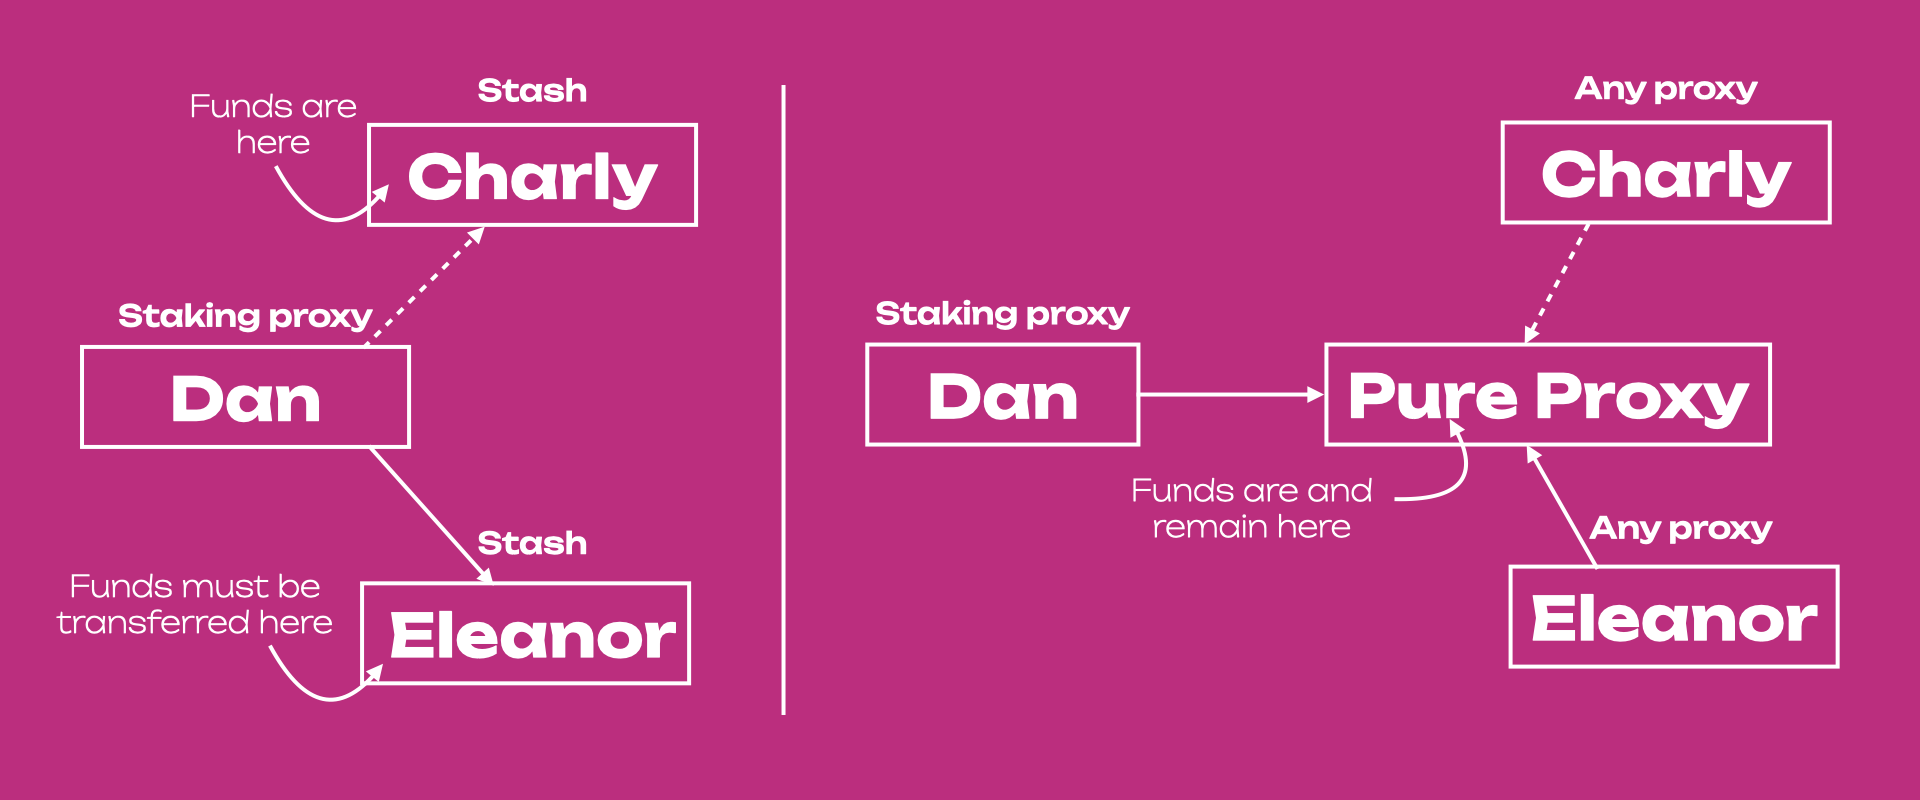 Stash
Funds are
here
Charly
Staking proxy
Dan
Stash
Funds must be
transferred here
Eleanor
Any proxy
Charly
Staking proxy
Dan
Pure Proxy
Funds are and
remain here
Any proxy
Eleanor